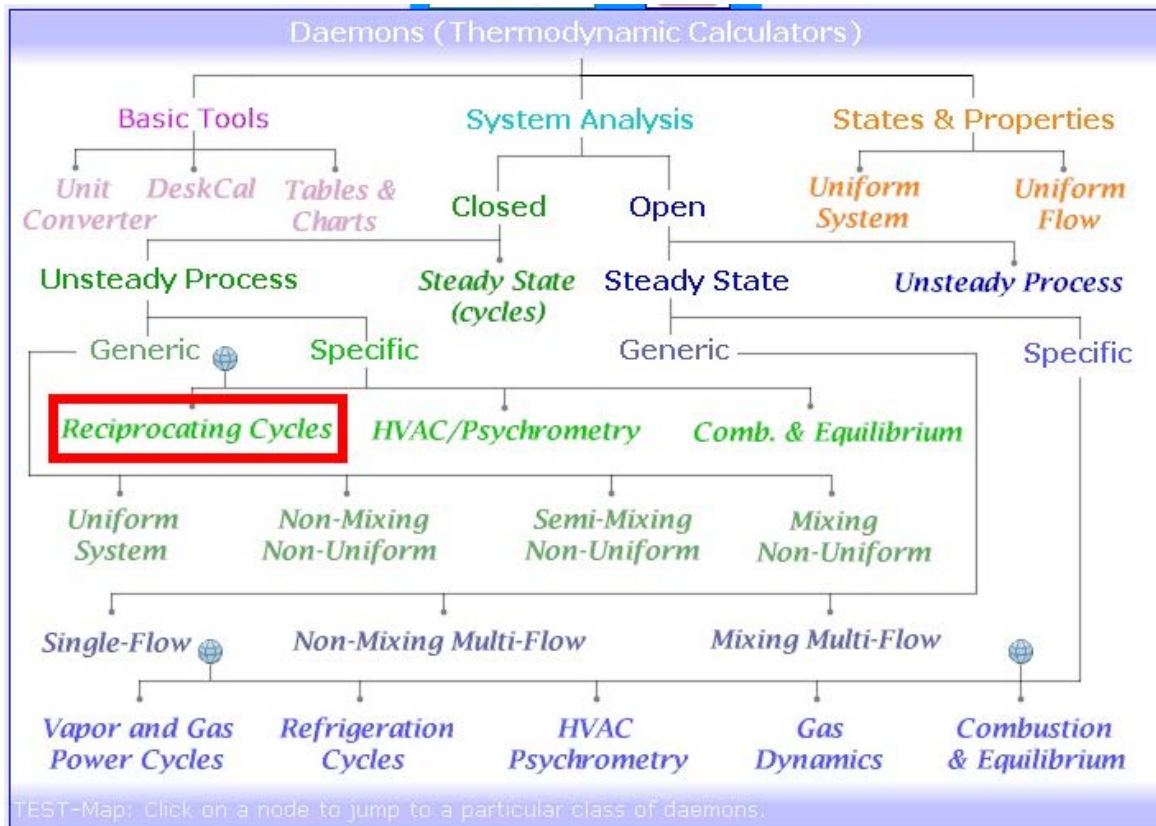 Daemons (Thermodynamic Calculators)
Basic Tools
System Analysis
States & Properties
Unit
Converter
DeskCal
Tables &
Charts
Closed
Open
Uniform
System
Uniform
Flow
Unsteady Process
Steady State
(cycles)
Steady State
Unsteady Process
Generic
Specific
Generic
Specific
Reciprocating Cycles
HVAC/Psychrometry
Comb. & Equilibrium
Uniform
System
Non-Mixing
Non-Uniform
Semi-Mixing
Non-Uniform
Mixing
Non-Uniform
Single-Flow
Non-Mixing Multi-Flow
Mixing Multi-Flow
Vapor and Gas
Power Cycles
Refrigeration
Cycles
HVAC
Psychrometry
Gas
Dynamics
Combustion
& Equilibrium
TEST-Map: Click on a node to jump to a particular class of daemons.